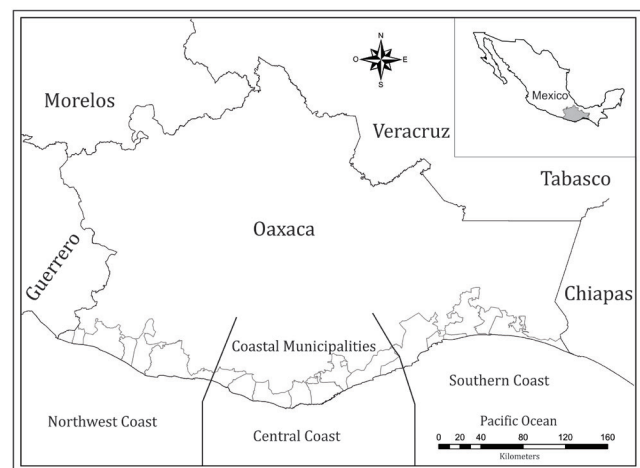 N
O E
S
Mexico
Morelos
Veracruz
Tabasco
Oaxaca
Guerrero
Chiapas
Coastal Municipalities
Southern Coast
Northwest Coast
Pacific Ocean
Central Coast
0 10 20 40 80 120 160
Kilometers